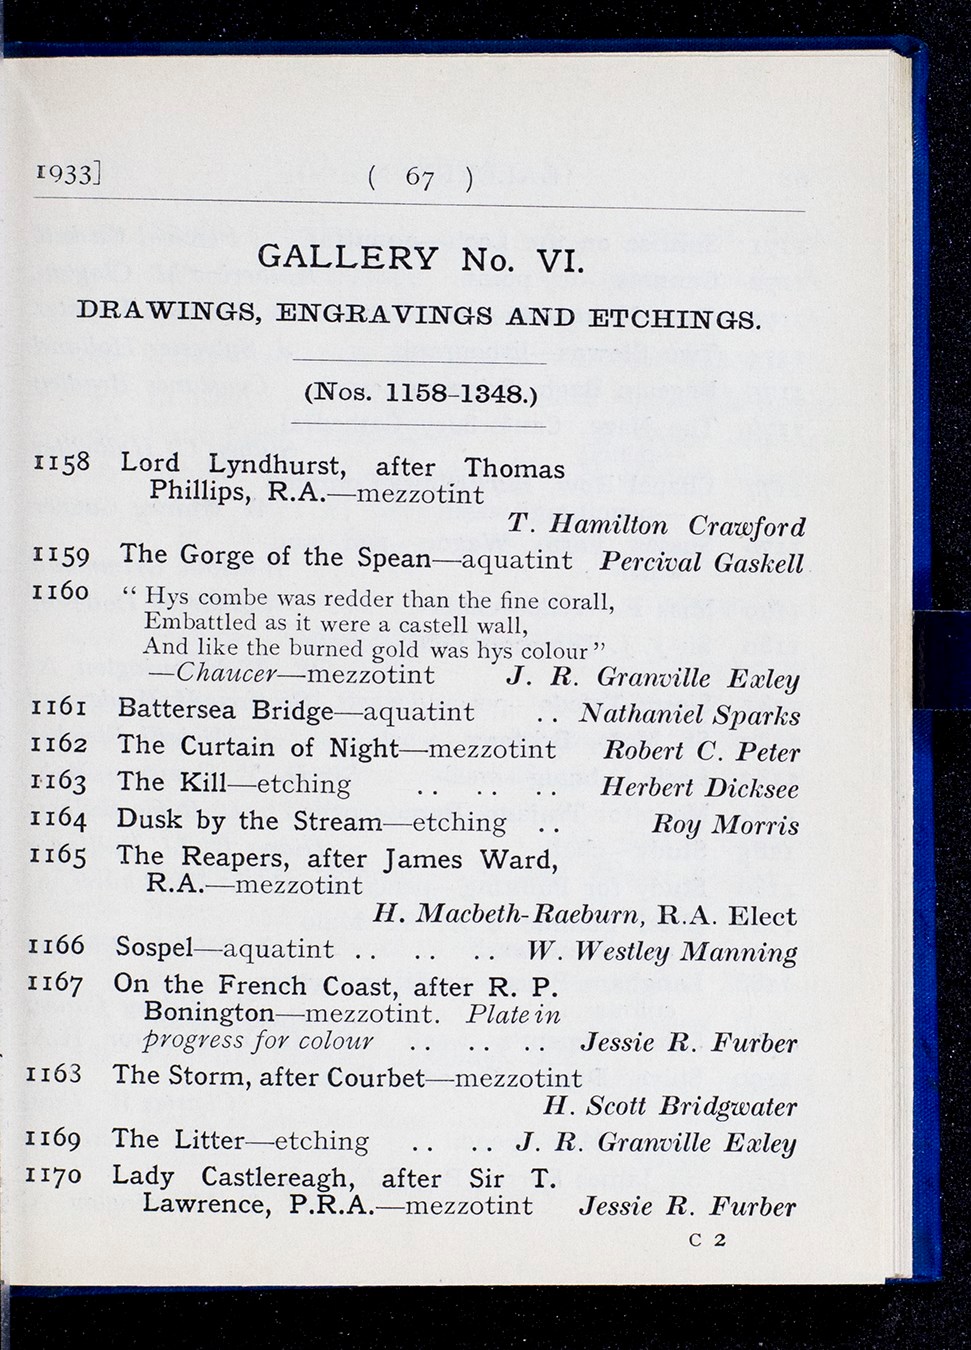 1933]
( 67 )
GALLERY No. VI.
DRAWINGS, ENGRAVINGS AND ETCHINGS.
(Nos. 1158-1348.)
1158 Lord Lyndhurst, after Thomas
Phillips, R.A.—mezzotint
T. Hamilton Crawford
1159 The Gorge of the Spean—aquatint Percival Gaskell
1160 “ Hys combe was redder than the fine corall,
Embattled as it were a castell wall,
And like the burned gold was hys colour ”
—Chaucer—mezzotint J. R. Granville Exley
1161 Battersea Bridge—aquatint .. Nathaniel Sparks
1162 The Curtain of Night—mezzotint Robert C. Peter
1163 The Kill—etching .. .. .. Herbert Dicksee
1164 Dusk by the Stream—etching .. Roy Morris
1165 The Reapers, after James Ward,
R.A.—mezzotint
H. Macbeth-Raeburn, R.A. Elect
1166 Sospel—aquatint .. .. .. W. Westley Manning
1167 On the French Coast, after R. P.
Bonington—mezzotint. Plate in
progress for colour .. .. .. Jessie R. Furber
1163 The Storm, after Courbet—mezzotint
H. Scott Bridgwater
1169 The Litter—etching .. .. J. R. Granville Exley
1170 Lady Castlereagh, after Sir T.
Lawrence, P.R.A.—mezzotint Jessie R. Furber
C 2